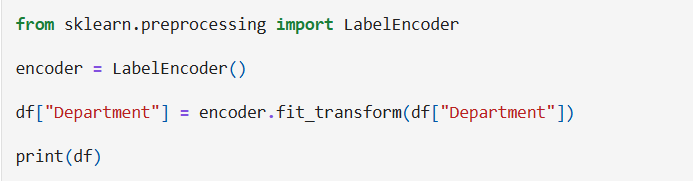 from sklearn.preprocessing import LabelEncoder
encoder = LabelEncoder()
df["Department"] = encoder.fit_transform(df["Department"])
print(df)